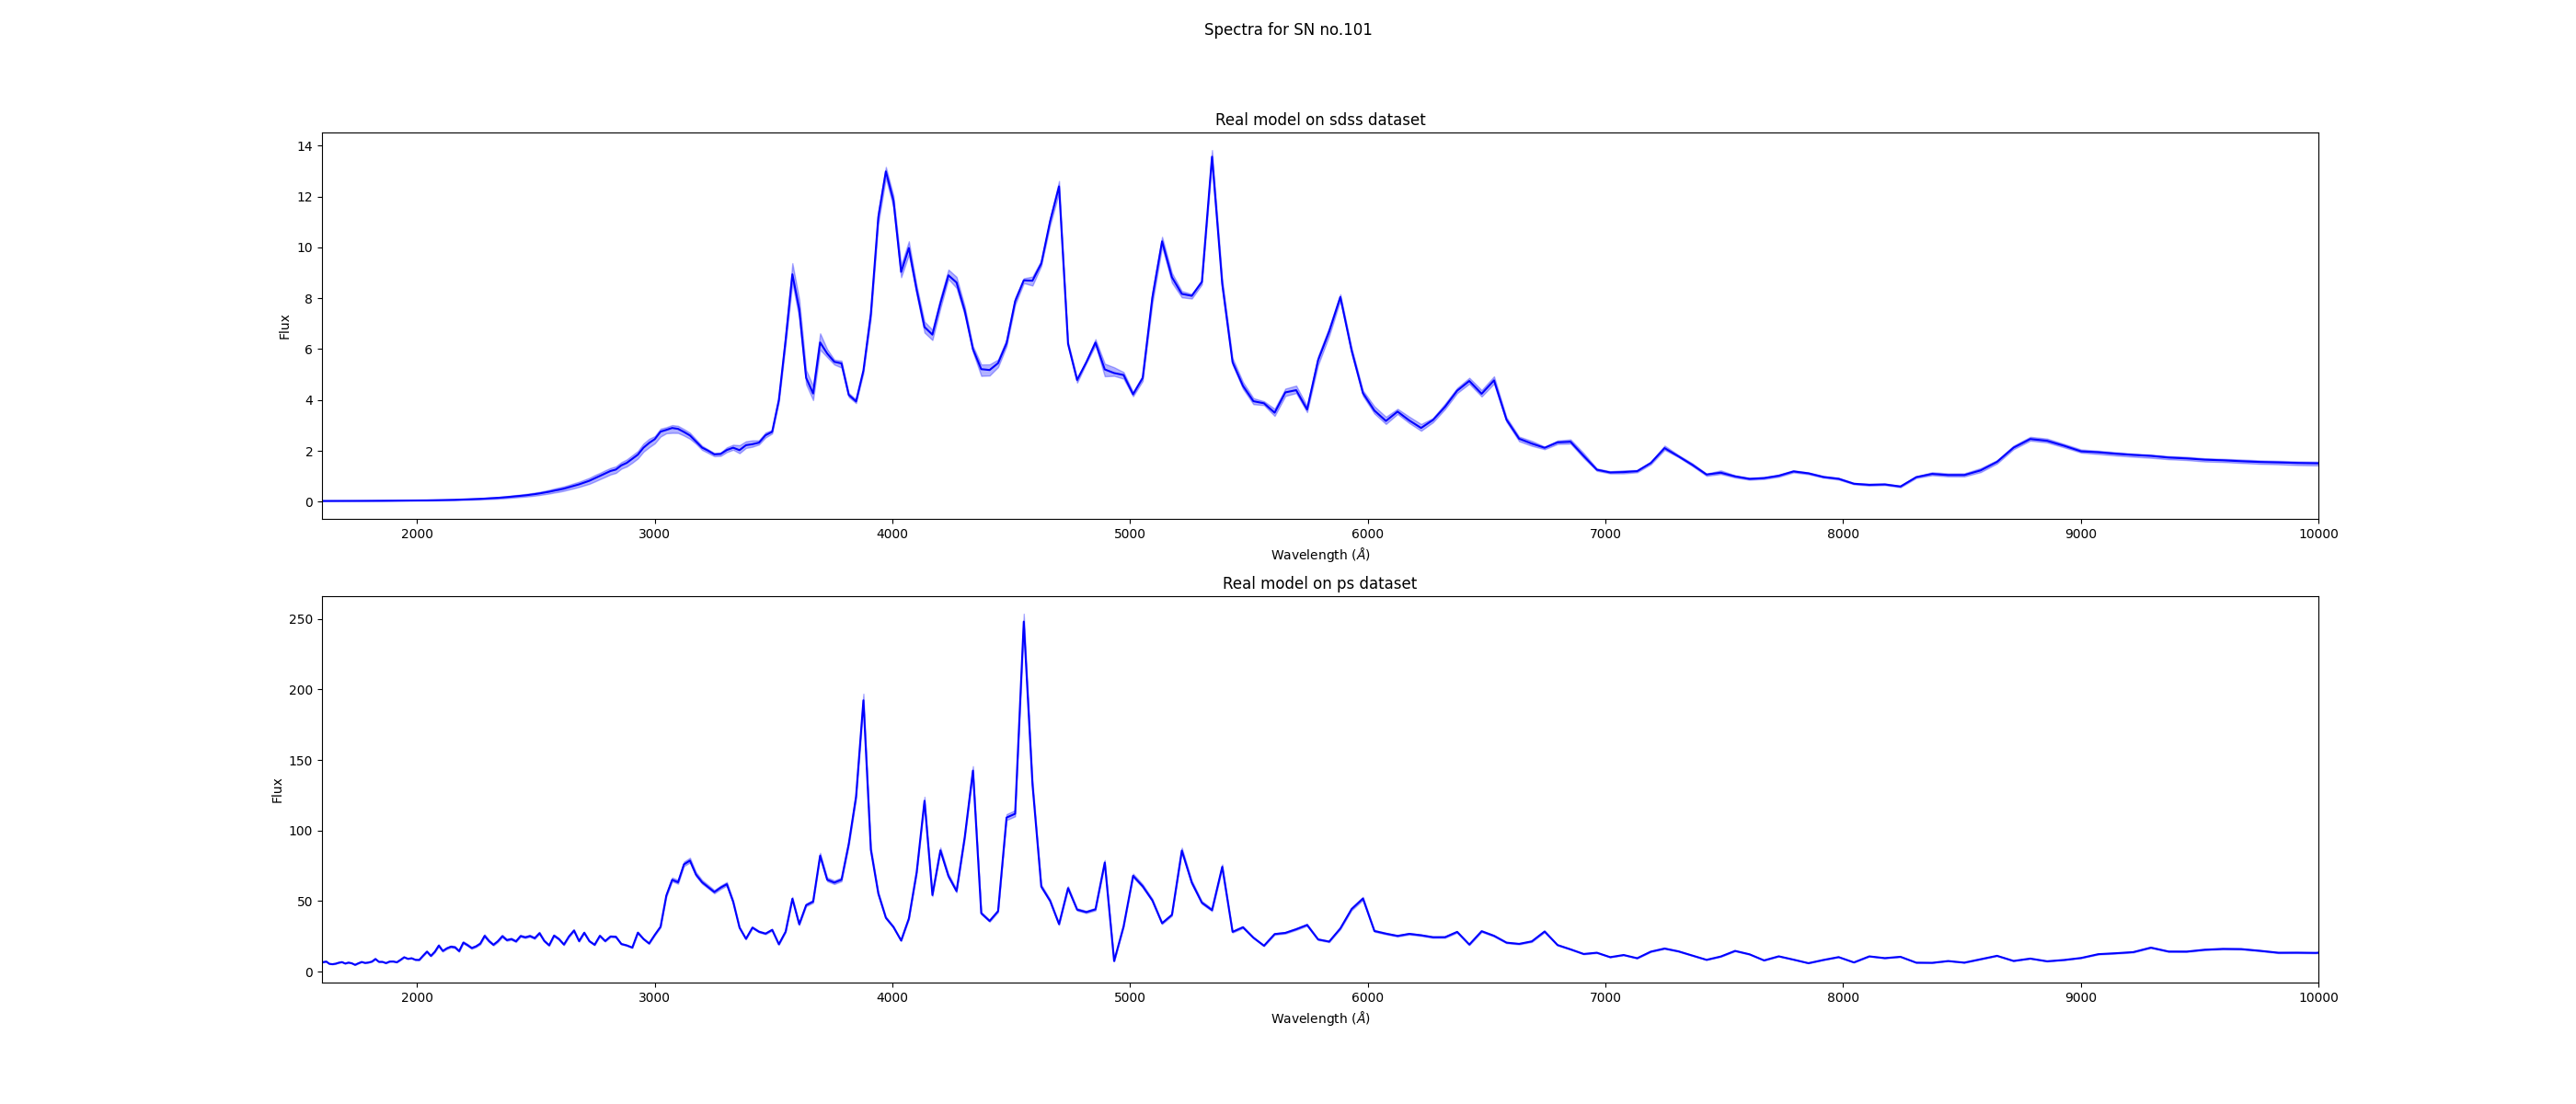 Spectra for SN no.101
Real model on sdss dataset
14
12
10
8
6
4
2
0
Flux
2000 3000 4000 5000 6000 7000 8000 9000 10000
Wavelength (Å)
Real model on ps dataset
250
200
150
100
50
0
Flux
2000 3000 4000 5000 6000 7000 8000 9000 10000
Wavelength (Å)